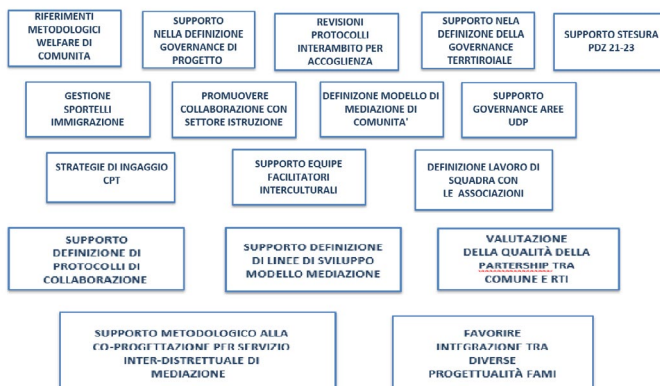 RIFERIMENTI
METODOLOGICI
WELFARE DI
COMUNITA
SUPPORTO
NELLA DEFINIZIONE
GOVERNANCE DI
PROGETTO
REVISIONI
PROTOCOLLI
INTERAMBITO PER
ACCOGLIENZA
SUPPORTO NELA
DEFINIZONE DELLA
GOVERNANCE
TERRTIROIALE
SUPPORTO STESURA
PDZ 21-23
GESTIONE
SPORTELLI
IMMIGRAZIONE
PROMUOVERE
COLLABORAZIONE CON
SETTORE ISTRUZIONE
DEFINIZONE MODELLO DI
MEDIAZIONE DI
COMUNITA'
SUPPORTO
GOVERNANCE AREE
UDP
STRATEGIE DI INGAGGIO
CPT
SUPPORTO EQUIPE
FACILITATORI
INTERCULTURALI
DEFINIZIONE LAVORO DI
SQUADRA CON
LE ASSOCIAZIONI
SUPPORTO
DEFINIZIONE DI
PROTOCOLLI DI
COLLABORAZIONE
SUPPORTO DEFINIZIONE
DI LINEE DI SVILUPPO
MODELLO MEDIAZIONE
VALUTAZIONE
DELLA QUALITÀ DELLA
PARTERSHIP TRA
COMUNE E RTI
SUPPORTO METODOLOGICO ALLA
CO-PROGETTAZIONE PER SERVIZIO
INTER-DISTRETTUALE DI
MEDIAZIONE
FAVORIRE
INTEGRAZIONE TRA
DIVERSE
PROGETTUALITÀ FAMI